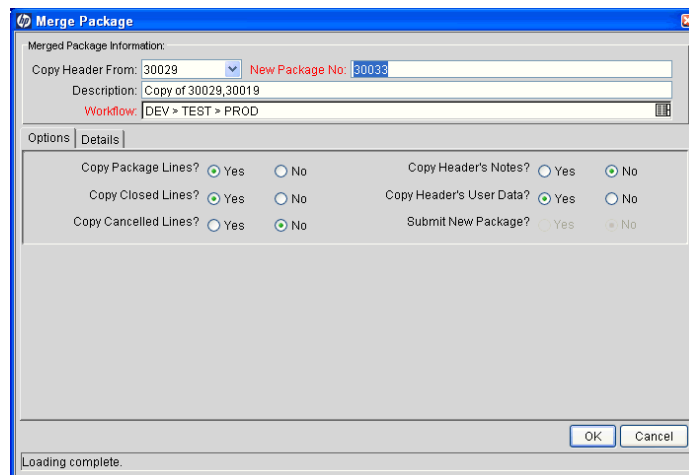 hp Merge Package
Merged Package Information:
Copy Header From: 30029 New Package No: 30033
Description: Copy of 30029,30019
Workflow: DEV > TEST > PROD
Options Details
Copy Package Lines? Yes No Copy Header's Notes? Yes No
Copy Closed Lines? Yes No Copy Header's User Data? Yes No
Copy Cancelled Lines? Yes No Submit New Package? Yes No
OK Cancel
Loading complete.